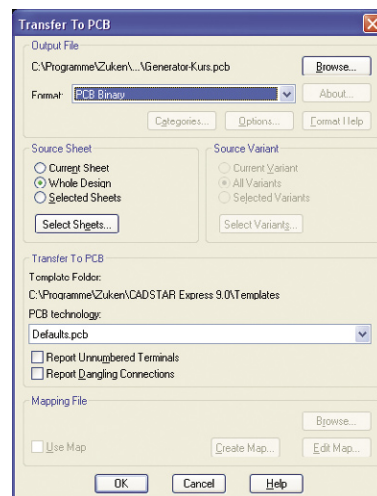 Transfer To PCB
Output File
C:\Programme\Zuken\...\Generator-Kurs.pcb Browse...
Format: PCB Binary About...
Categories... Options... Format Help
Source Sheet Source Variant
Current Sheet Current Variant
Whole Design All Variants
Selected Sheets Selected Variants
Select Sheets... Select Variants...
Transfer To PCB
Template Folder:
C:\Programme\Zuken\CADSTAR Express 9.0\Templates
PCB technology:
Defaults.pcb
Report Unnumbered Terminals
Report Dangling Connections
Mapping File
Browse...
Use Map Create Map... Edit Map...
OK Cancel Help